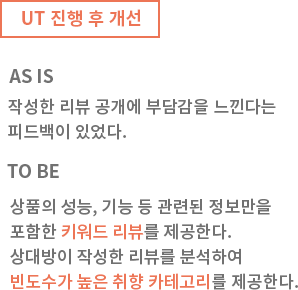 UT 진행 후 개선
AS IS
작성한 리뷰 공개에 부담감을 느낀다는
피드백이 있었다.
TO BE
상품의 성능, 기능 등 관련된 정보만을
포함한 키워드 리뷰를 제공한다.
상대방이 작성한 리뷰를 분석하여
빈도수가 높은 취향 카테고리를 제공한다.